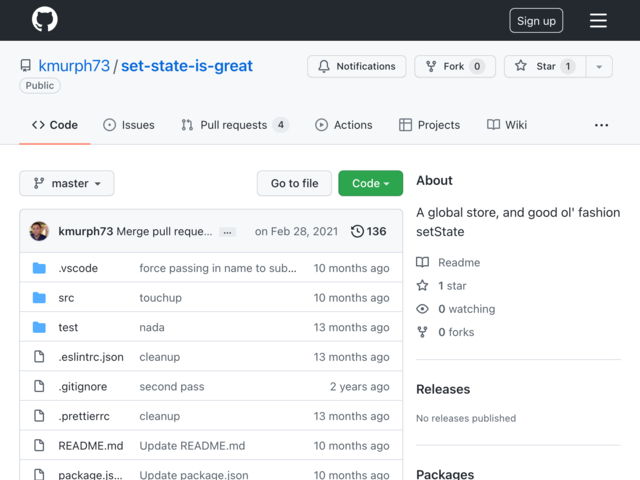 Sign up
kmurph73 / set-state-is-great
Public
Notifications Fork 0 Star 1
Code Issues Pull requests 4 Actions Projects Wiki ...
master Go to file Code
kmurph73 Merge pull reque... ... on Feb 28, 2021 136
.vscode force passing in name to sub... 10 months ago
src touchup 10 months ago
test nada 13 months ago
.eslintrc.json cleanup 13 months ago
.gitignore second pass 2 years ago
.prettierrc cleanup 13 months ago
README.md Update README.md 10 months ago
package.js... Update package.json 10 months ago
About
A global store, and good ol' fashion
setState
Readme
1 star
0 watching
0 forks
Releases
No releases published
Packages